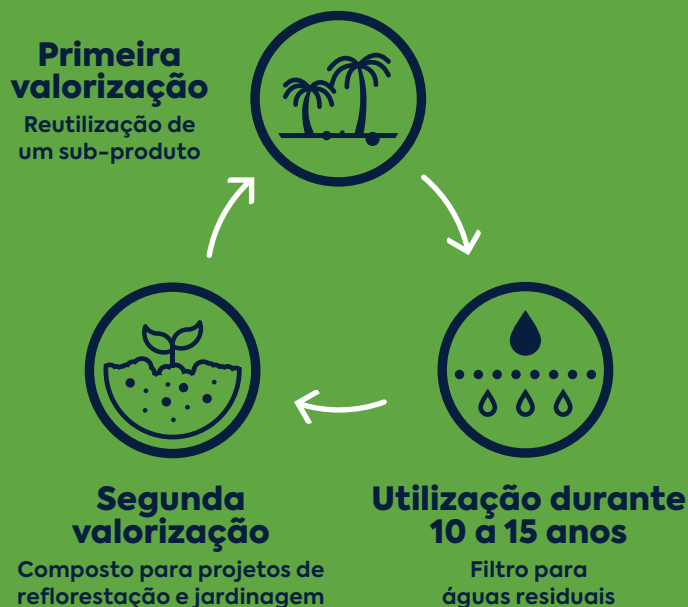 Primeira
valorização
Reutilização de
um sub-produto
Utilização durante
10 a 15 anos
Filtro para
águas residuais
Segunda
valorização
Composto para projetos de
reflorestação e jardinagem